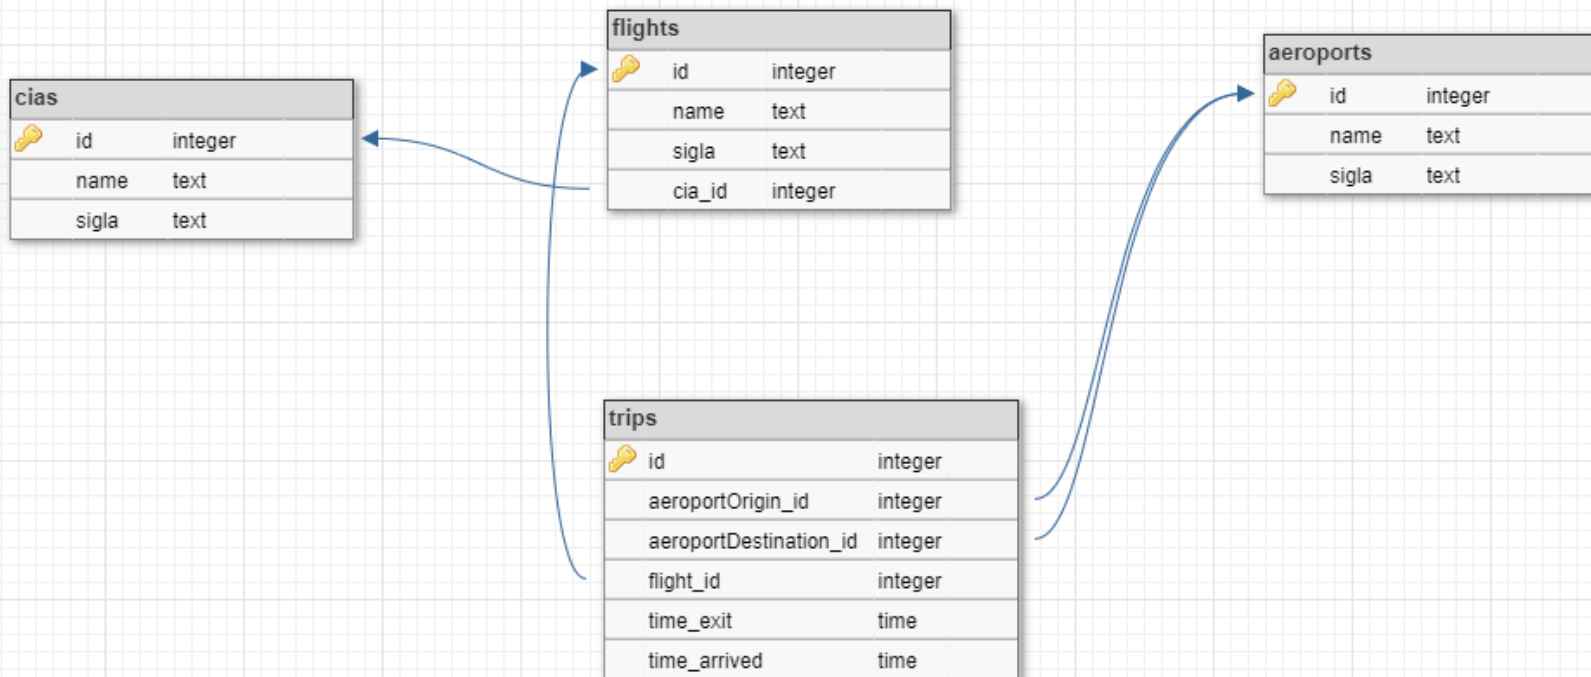 cias
id integer
name text
sigla text
flights
id integer
name text
sigla text
cia_id integer
aeroports
id integer
name text
sigla text
trips
id integer
aeroportOrigin_id integer
aeroportDestination_id integer
flight_id integer
time_exit time
time_arrived time